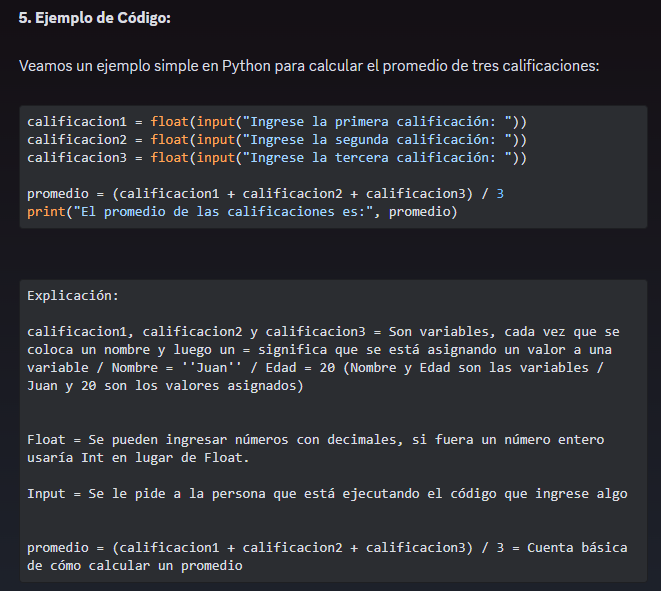 5. Ejemplo de Código:
Veamos un ejemplo simple en Python para calcular el promedio de tres calificaciones:
calificacion1 = float(input("Ingrese la primera calificación: "))
calificacion2 = float(input("Ingrese la segunda calificación: "))
calificacion3 = float(input("Ingrese la tercera calificación: "))
promedio = (calificacion1 + calificacion2 + calificacion3) / 3
print("El promedio de las calificaciones es:", promedio)
Explicación:
calificacion1, calificacion2 y calificacion3 = Son variables, cada vez que se
coloca un nombre y luego un = significa que se está asignando un valor a una
variable / Nombre = ''Juan'' / Edad = 20 (Nombre y Edad son las variables /
Juan y 20 son los valores asignados)
Float = Se pueden ingresar números con decimales, si fuera un número entero
usaría Int en lugar de Float.
Input = Se le pide a la persona que está ejecutando el código que ingrese algo
promedio = (calificacion1 + calificacion2 + calificacion3) / 3 = Cuenta básica
de cómo calcular un promedio